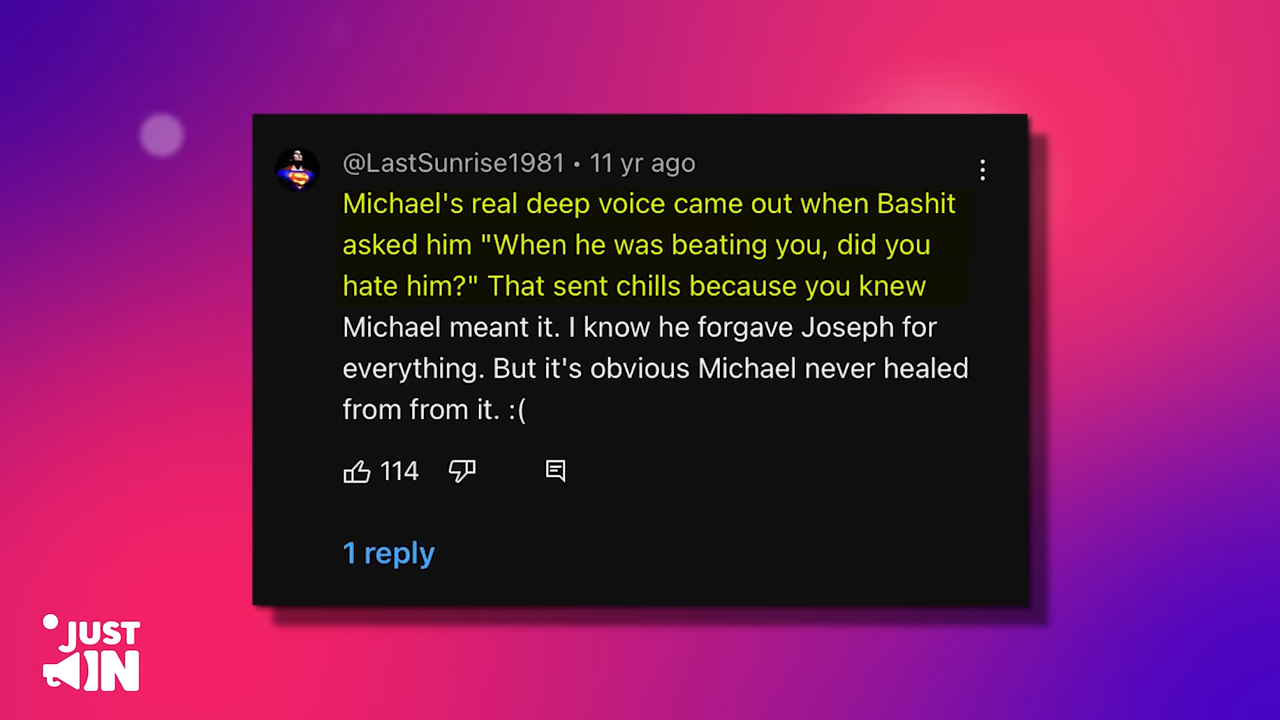 @LastSunrise1981 • 11 yr ago
Michael's real deep voice came out when Bashit
asked him "When he was beating you, did you
hate him?" That sent chills because you knew
Michael meant it. I know he forgave Joseph for
everything. But it's obvious Michael never healed
from from it. :(
114
1 reply
JUST
IN